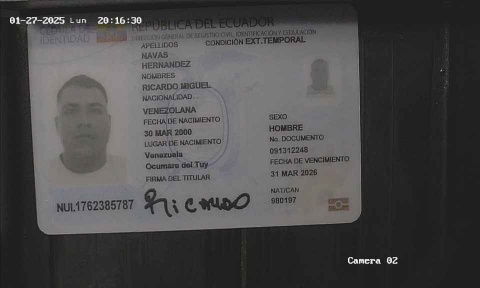 01-27-2025 Lun 20:16:30
REPÚBLICA DEL ECUADOR
IDENTIDAD
DIRECCIÓN GENERAL DE REGISTRO CIVIL, IDENTIFICACIÓN Y CEDULACIÓN
APELLIDOS
CONDICIÓN EXT.TEMPORAL
NAVAS
HERNANDEZ
NOMBRES
RICARDO MIGUEL
NACIONALIDAD
VENEZOLANA
FECHA DE NACIMIENTO
30 MAR 2000
LUGAR DE NACIMIENTO
Venezuela
Ocumare del Tuy
FIRMA DEL TITULAR
SEXO
HOMBRE
No. DOCUMENTO
091312248
FECHA DE VENCIMIENTO
31 MAR 2026
NAT/CAN
980197
NUI.1762385787
RICARDO
Camera 02